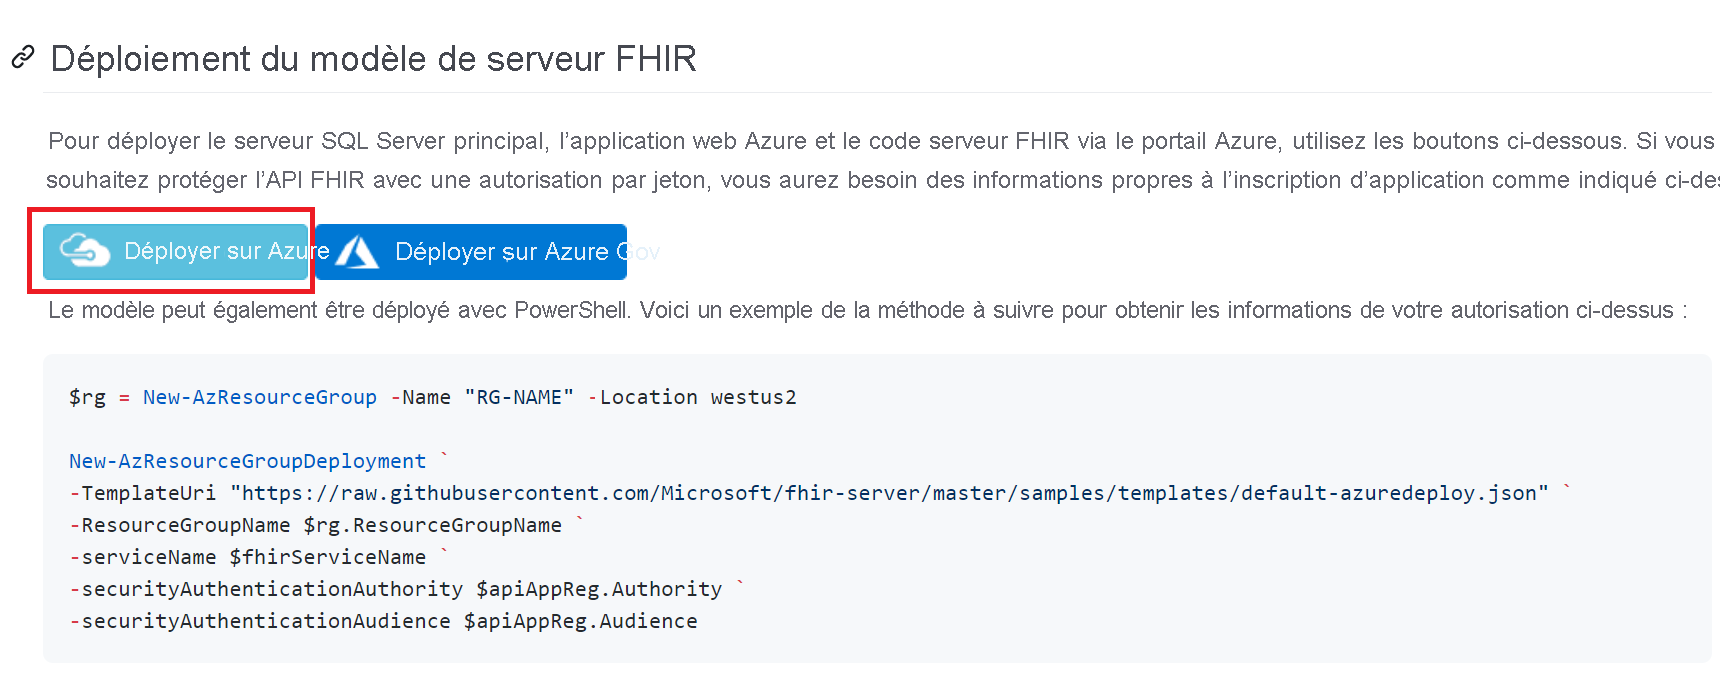 Déploiement du modèle de serveur FHIR
Pour déployer le serveur SQL Server principal, l’application web Azure et le code serveur FHIR via le portail Azure, utilisez les boutons ci-dessous. Si vous
souhaitez protéger l’API FHIR avec une autorisation par jeton, vous aurez besoin des informations propres à l’inscription d’application comme indiqué
Déployer sur Azure Déployer sur Azure Gov
Le modèle peut également être déployé avec PowerShell. Voici un exemple de la méthode à suivre pour obtenir les informations de votre autorisation ci-dessus :
$rg = New-AzResourceGroup -Name "RG-NAME" -Location westus2
New-AzResourceGroupDeployment `
-TemplateUri "https://raw.githubusercontent.com/Microsoft/fhir-server/master/samples/templates/default-azuredeploy.json" `
-ResourceGroupName $rg.ResourceGroupName `
-serviceName $fhirServiceName `
-securityAuthenticationAuthority $apiAppReg.Authority `
-securityAuthenticationAudience $apiAppReg.Audience